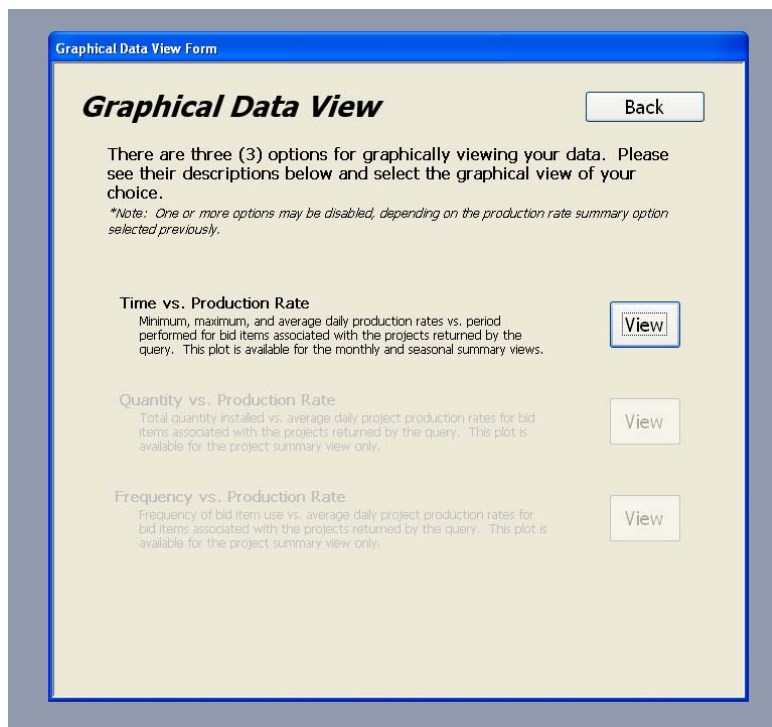 Graphical Data View Form
Graphical Data View
Back
There are three (3) options for graphically viewing your data.  Please
see their descriptions below and select the graphical view of your
choice.
*Note:  One or more options may be disabled, depending on the production rate summary option
selected previously.
Time vs. Production Rate
Minimum, maximum, and average daily production rates vs. period
performed for bid items associated with the projects returned by the
query.  This plot is available for the monthly and seasonal summary views.
View
Quantity vs. Production Rate
Total quantity installed vs. average daily project production rates for bid
items associated with the projects returned by the query.  This plot is
available for the project summary view only.
View
Frequency vs. Production Rate
Frequency of bid item use vs. average daily project production rates for
bid items associated with the projects returned by the query.  This plot is
available for the project summary view only.
View